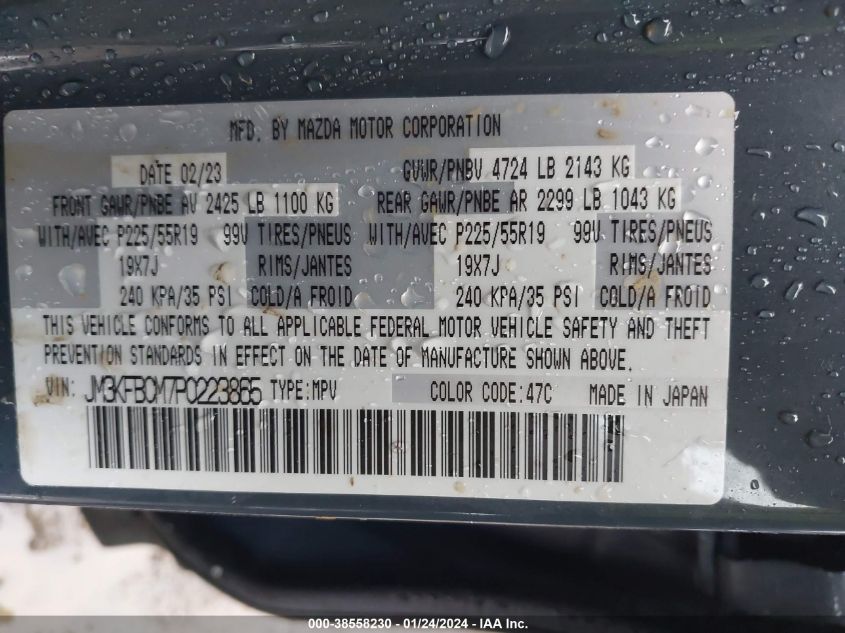 MFD. BY MAZDA MOTOR CORPORATION
DATE 02/23 GVWR/PNBV 4724 LB 2143 KG
FRONT GAWR/PNBE AV 2425 LB 1100 KG REAR GAWR/PNBE AR 2299 LB 1043 KG
WITH/AVEC P225/55R19 99V TIRES/PNEUS WITH/AVEC P225/55R19 99V TIRES/PNEUS
19X7J RIMS/JANTES 19X7J RIMS/JANTES
240 KPA/35 PSI COLD/A FROID 240 KPA/35 PSI COLD/A FROID
THIS VEHICLE CONFORMS TO ALL APPLICABLE FEDERAL MOTOR VEHICLE SAFETY AND THEFT
PREVENTION STANDARDS IN EFFECT ON THE DATE OF MANUFACTURE SHOWN ABOVE.
VIN: JM3KFBCM7P0223865 TYPE:MPV COLOR CODE:47C MADE IN JAPAN
000-38558230 - 01/24/2024 - IAA Inc.